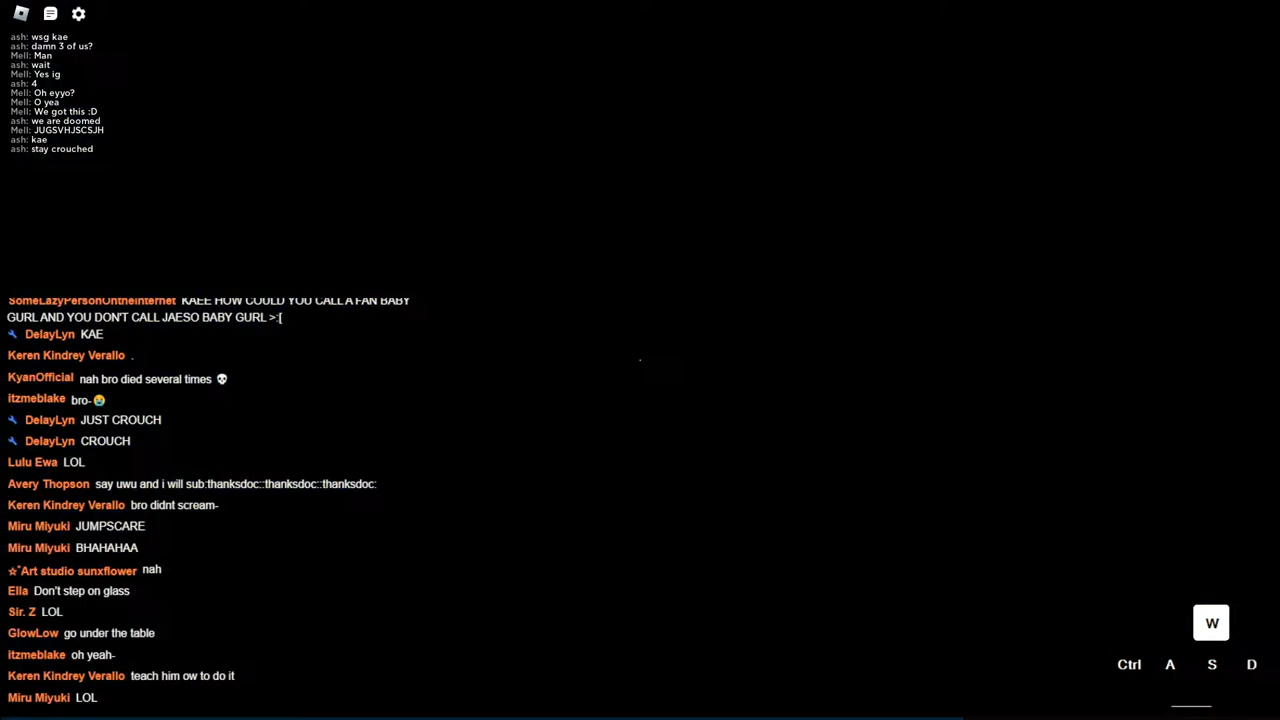 ash: wsg kae
ash: damn 3 of us?
Mell: Man
ash: wait
Mell: Yes ig
ash: 4
Mell: Oh eyyo?
Mell: O yea
Mell: We got this :D
ash: we are doomed
Mell: JUGSVHJSCSJH
ash: kae
ash: stay crouched
SomeLazyPersonOntheInternet KAEE HOW COULD YOU CALL A FAN BABY
GURL AND YOU DON'T CALL JAESO BABY GURL >:[
DelayLyn KAE
Keren Kindrey Verallo .
KyanOfficial nah bro died several times 💀
itzmeblake bro-😭
DelayLyn JUST CROUCH
DelayLyn CROUCH
Lulu Ewa LOL
Avery Thopson say uwu and i will sub:thanksdoc::thanksdoc::thanksdoc:
Keren Kindrey Verallo bro didnt scream-
Miru Miyuki JUMPSCARE
Miru Miyuki BHAHAHAA
☆˚Art studio sunxflower nah
Ella Don't step on glass
Sir. Z LOL
GlowLow go under the table
itzmeblake oh yeah-
Keren Kindrey Verallo teach him ow to do it
Miru Miyuki LOL
W
Ctrl A S D